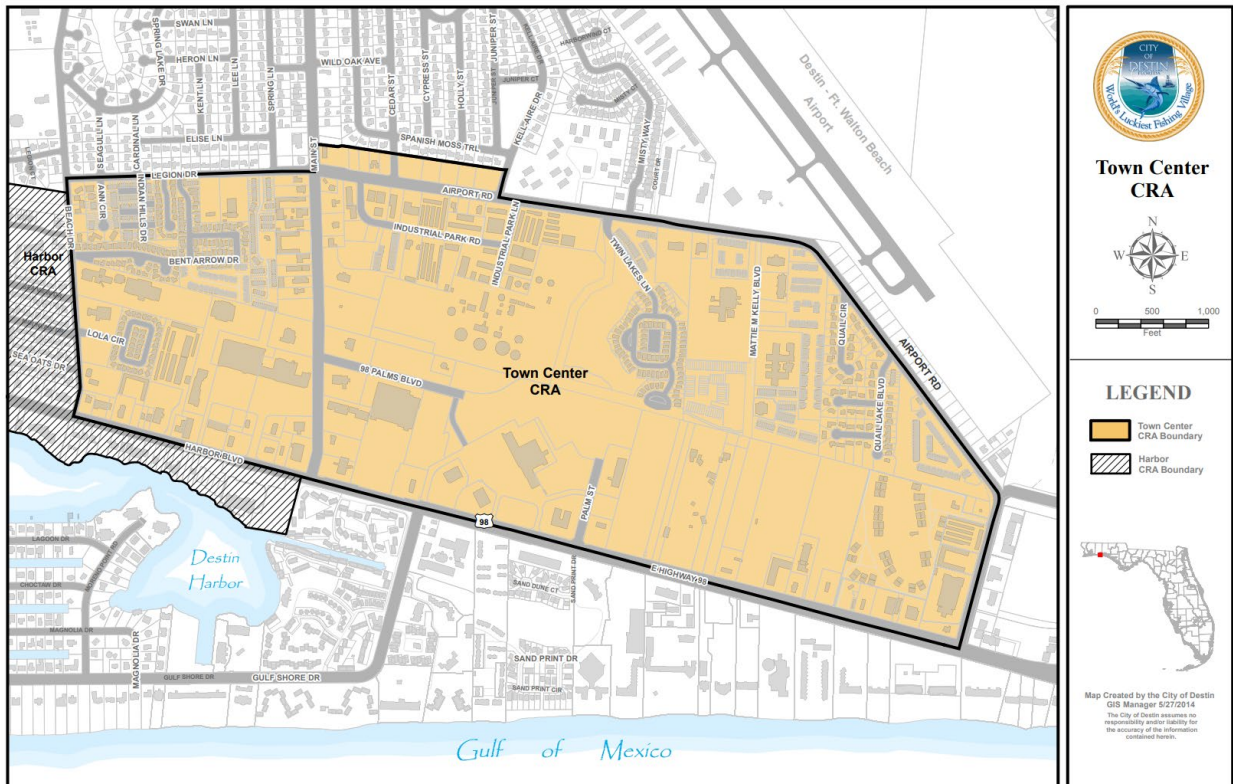 SWAN LN
SPRING LAKE DR
HERON LN
KENT LN
LEE LN
SPRING LN
ELISE LN
SEAGULL LN
CARDINAL LN
WILD OAK AVE
CEDAR ST
CYPRESS ST
HOLLY ST
JUNIPER ST
JUNIPER CT
KELL-AIRE DR
HARBORWING CT
MISTY CT
MISTY WAY
COURT DR
SPANISH MOSS TRL
KELL-AIRE DR
MAIN ST
Destin - Ft. Walton Beach
Airport
LEGION DR
AIRPORT RD
ANN CIR
INDIAN HILLS DR
BEACH DR
BENT ARROW DR
INDUSTRIAL PARK RD
INDUSTRIAL PARK LN
TWIN LAKES LN
MATTIE M KELLY BLVD
QUAIL CIR
QUAIL LAKE BLVD
AIRPORT RD
Harbor
CRA
LOLA CIR
SEA OATS DR
98 PALMS BLVD
Town Center
CRA
HARBOR BLVD
98
PALM ST
E HIGHWAY 98
Destin
Harbor
LAGOON DR
CHOCTAW DR
MAGNOLIA DR
MAGNOLIA DR
GULF SHORE DR
GULF SHORE DR
SAND DUNE CT
SAND PRINT DR
SAND PRINT DR
SAND PRINT CIR
Gulf of Mexico
CITY
OF
DESTIN
FLORIDA
World's Luckiest Fishing Village
Town Center
CRA
N
W E
S
0 500 1,000
Feet
LEGEND
Town Center
CRA Boundary
Harbor
CRA Boundary
Map Created by the City of Destin
GIS Manager 5/27/2014
The City of Destin assumes no
responsibility and/or liability for
the accuracy of the information
contained herein.